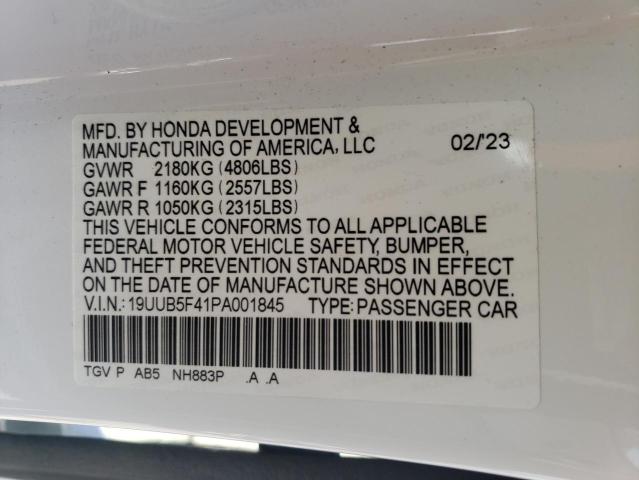 MFD. BY HONDA DEVELOPMENT &
MANUFACTURING OF AMERICA, LLC 02/'23
GVWR 2180KG (4806LBS)
GAWR F 1160KG (2557LBS)
GAWR R 1050KG (2315LBS)
THIS VEHICLE CONFORMS TO ALL APPLICABLE
FEDERAL MOTOR VEHICLE SAFETY, BUMPER,
AND THEFT PREVENTION STANDARDS IN EFFECT
ON THE DATE OF MANUFACTURE SHOWN ABOVE.
V.I.N.: 19UUB5F41PA001845 TYPE: PASSENGER CAR
TGV P AB5 NH883P .A .A